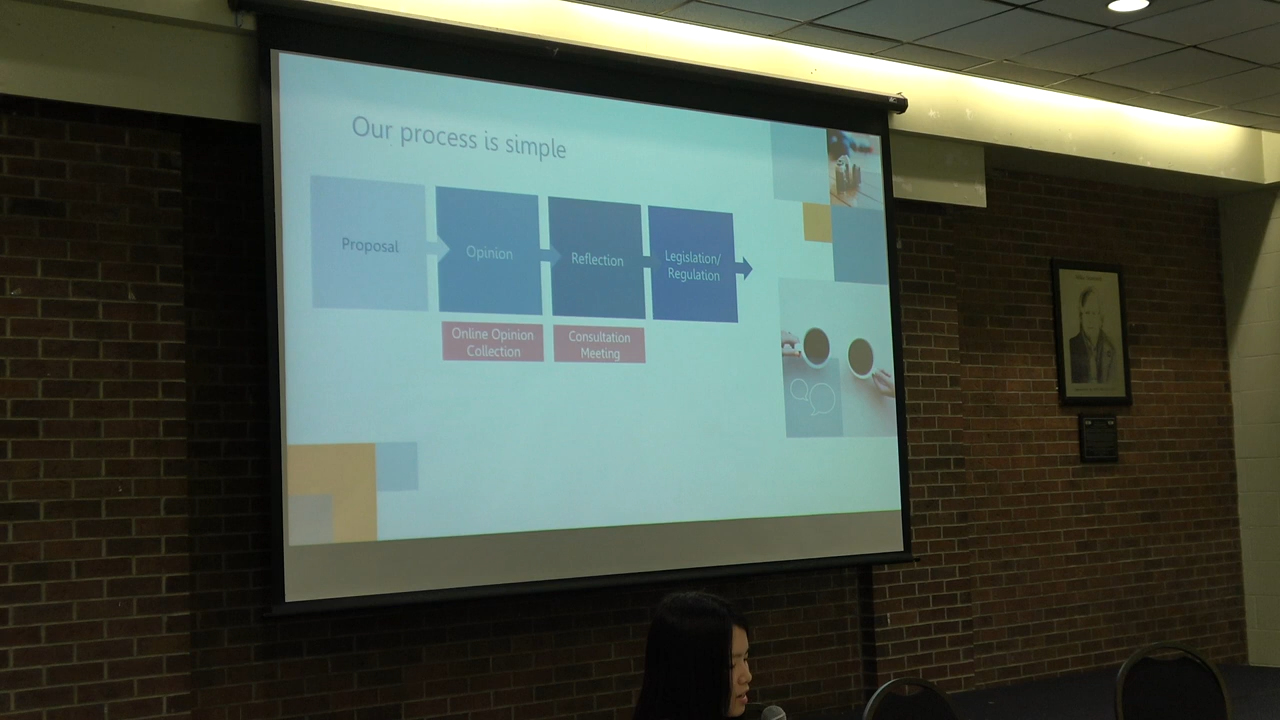 Our process is simple
Proposal
Opinion
Reflection
Legislation/
Regulation
Online Opinion
Collection
Consultation
Meeting